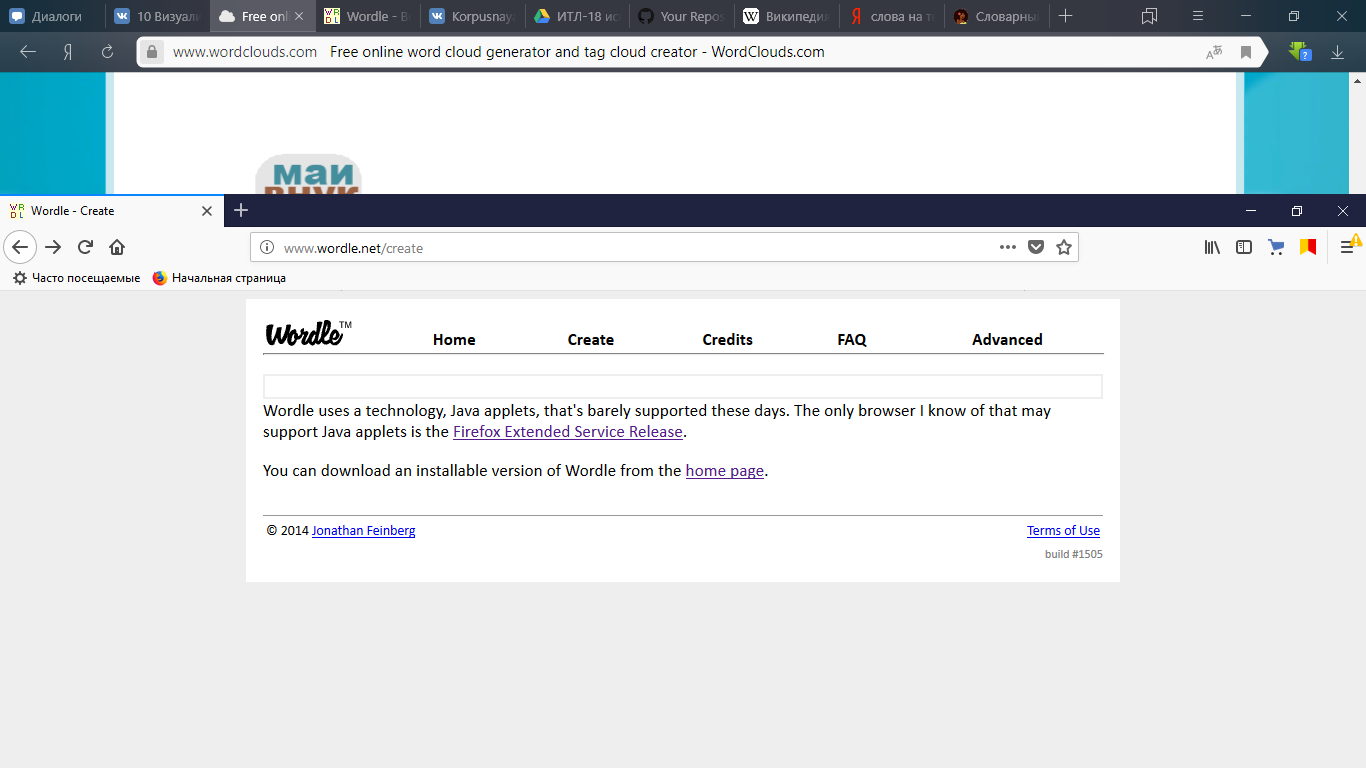 Диалоги
10 Визуали
Free onl
Wordle - B
Korpusnay
ИТЛ-18 ис
Your Repos
Википедия
слова на т
Словарны
www.wordclouds.com Free online word cloud generator and tag cloud creator - WordClouds.com
маи
внук
Wordle - Create
www.wordle.net/create
Часто посещаемые
Начальная страница
Wordle™
Home
Create
Credits
FAQ
Advanced
Wordle uses a technology, Java applets, that's barely supported these days. The only browser I know of that may
support Java applets is the Firefox Extended Service Release.
You can download an installable version of Wordle from the home page.
© 2014 Jonathan Feinberg
Terms of Use
build #1505